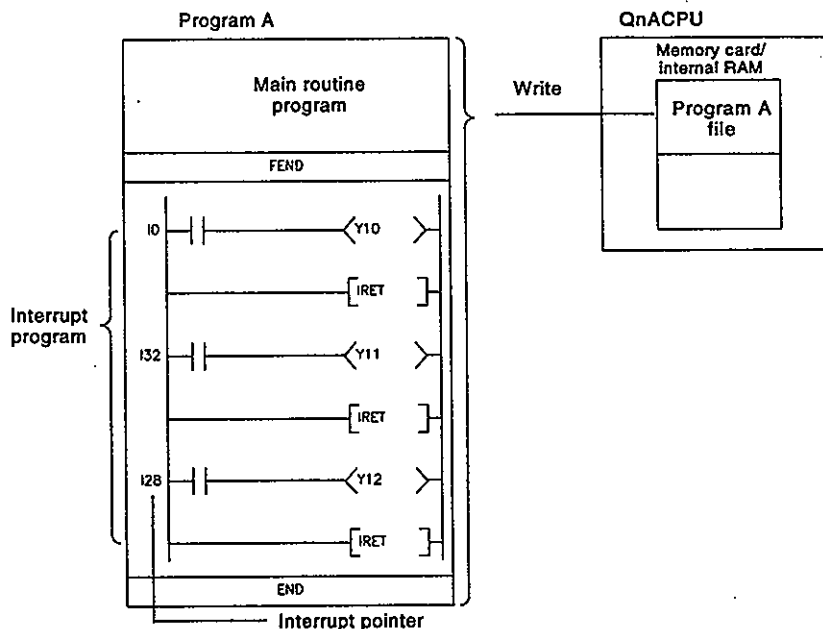 Program A
QnACPU
Main routine
program
Write
Memory card/
internal RAM
Program A
file
FEND
I0
Y10
IRET
Interrupt
program
I32
Y11
IRET
I28
Y12
IRET
END
Interrupt pointer